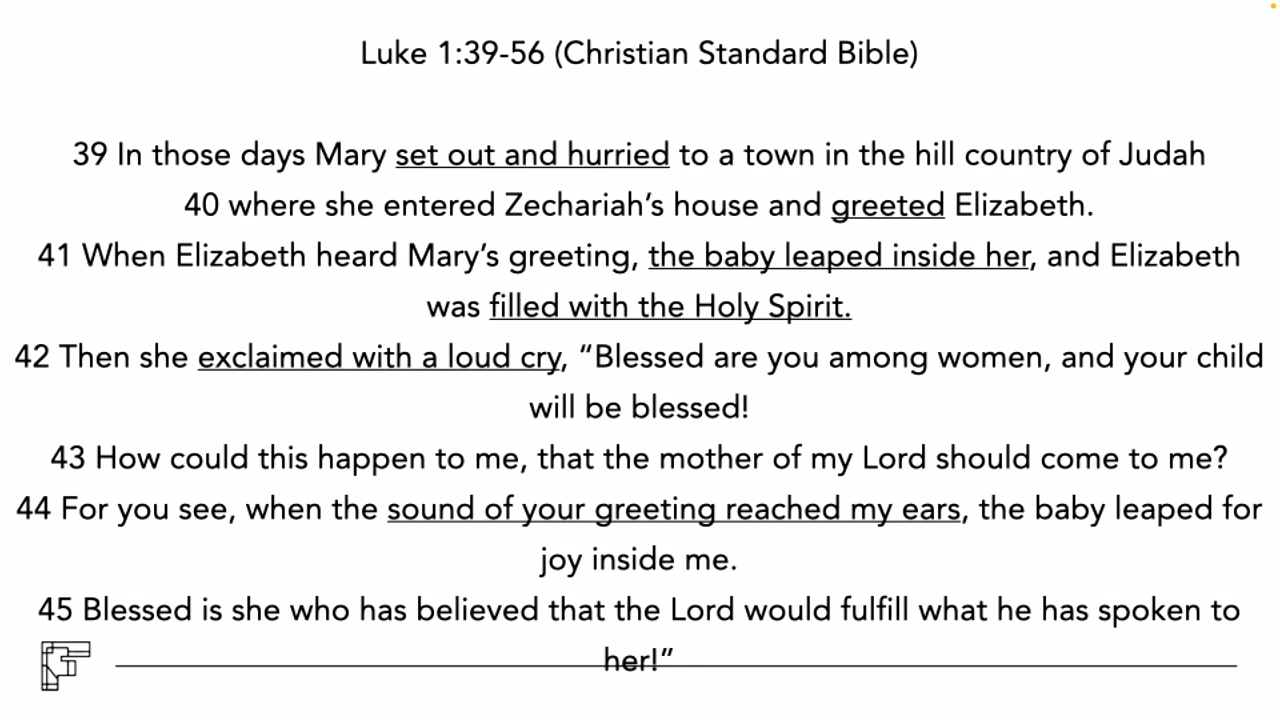 Luke 1:39-56 (Christian Standard Bible)
39 In those days Mary set out and hurried to a town in the hill country of Judah
40 where she entered Zechariah’s house and greeted Elizabeth.
41 When Elizabeth heard Mary’s greeting, the baby leaped inside her, and Elizabeth
was filled with the Holy Spirit.
42 Then she exclaimed with a loud cry, “Blessed are you among women, and your child
will be blessed!
43 How could this happen to me, that the mother of my Lord should come to me?
44 For you see, when the sound of your greeting reached my ears, the baby leaped for
joy inside me.
45 Blessed is she who has believed that the Lord would fulfill what he has spoken to
her!”